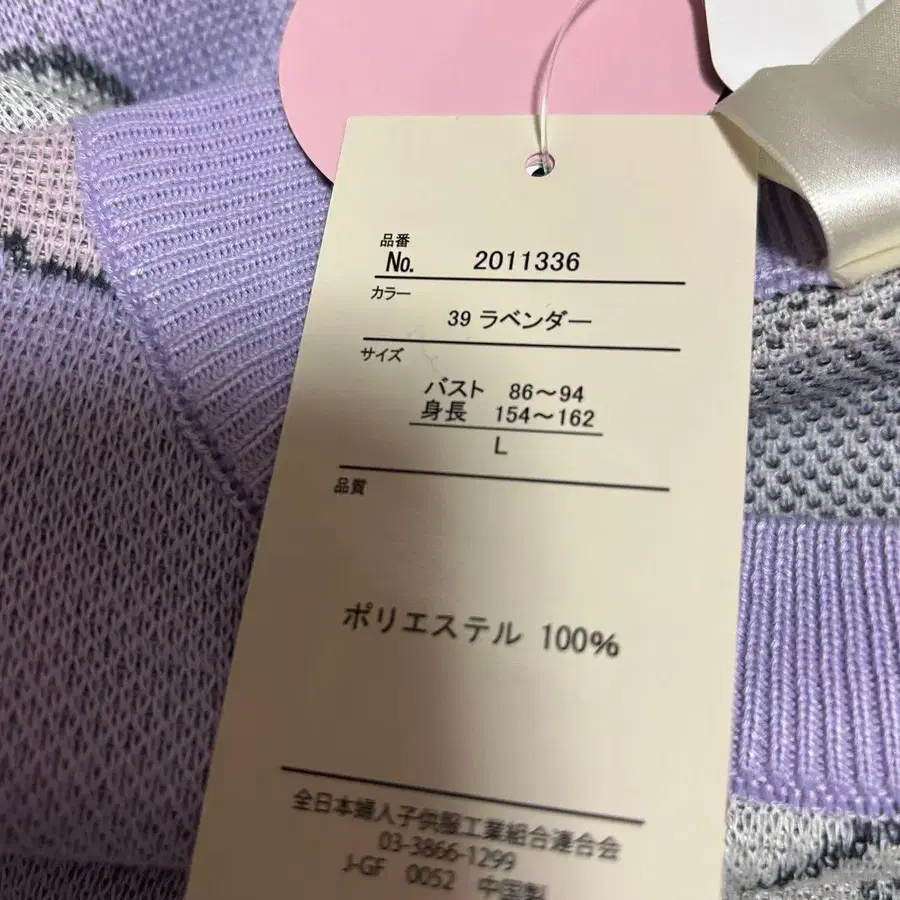 品番
No. 2011336
カラー
39 ラベンダー
サイズ
バスト 86～94
身長 154～162
L
品質
ポリエステル 100%
全日本婦人子供服工業組合連合会
03-3866-1299
J-GF 0052 中国製